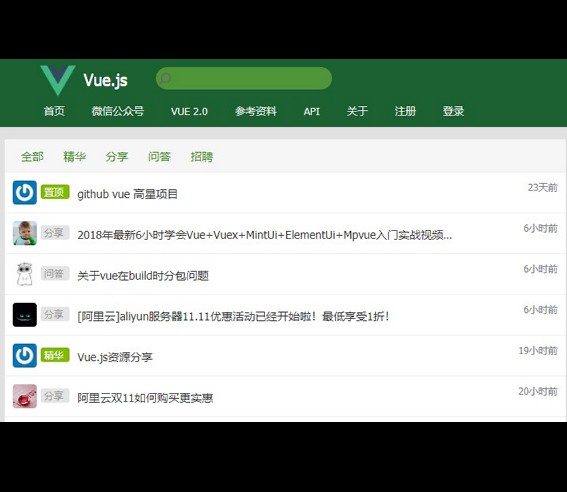 Vue.js
首页 微信公众号 VUE 2.0 参考资料 API 关于 注册 登录
全部 精华 分享 问答 招聘
置顶 github vue 高星项目 23天前
分享 2018年最新6小时学会Vue+Vuex+MintUi+ElementUi+Mpvue入门实战视频... 6小时前
问答 关于vue在build时分包问题 6小时前
分享 [阿里云]aliyun服务器11.11优惠活动已经开始啦！最低享受1折！ 6小时前
精华 Vue.js资源分享 19小时前
分享 阿里云双11如何购买更实惠 20小时前